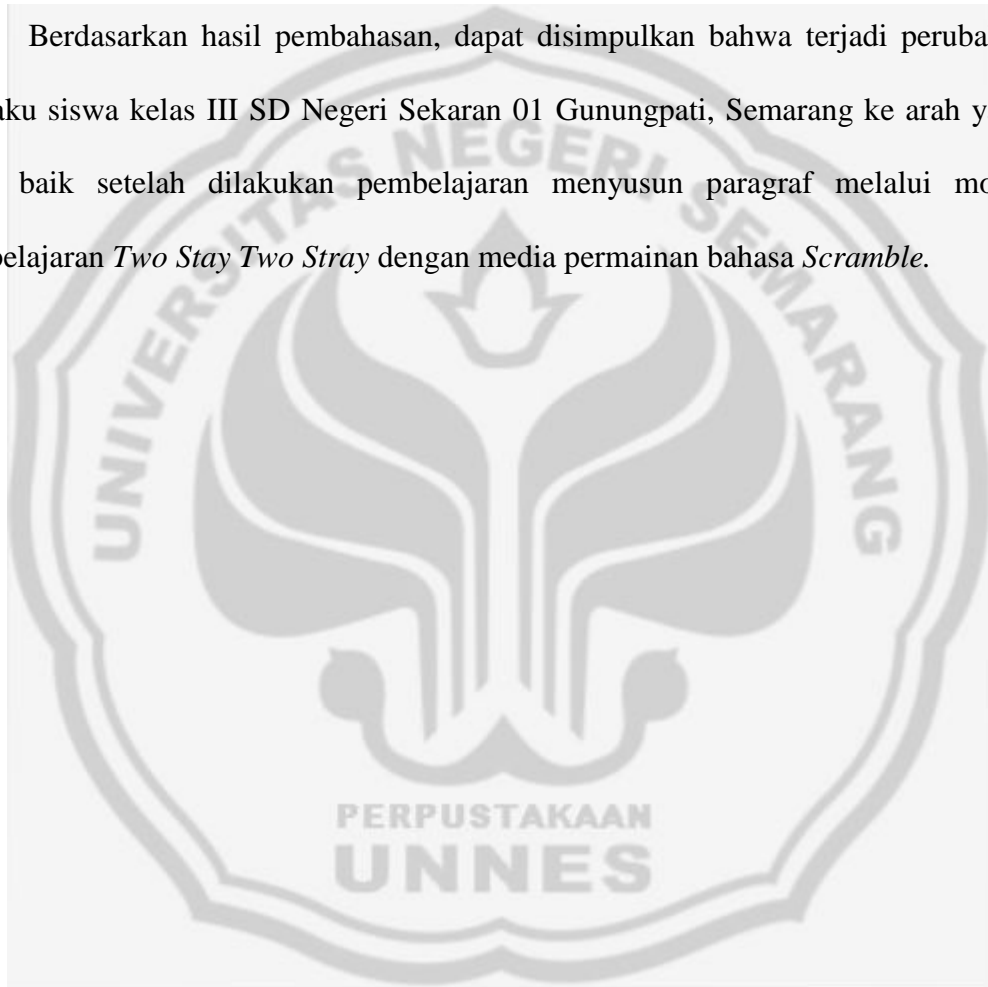 Berdasarkan hasil pembahasan, dapat disimpulkan bahwa terjadi peruba
aku siswa kelas III SD Negeri Sekaran 01 Gunungpati, Semarang ke arah y
baik setelah dilakukan pembelajaran menyusun paragraf melalui mo
belajaran Two Stay Two Stray dengan media permainan bahasa Scramble.
UNIVERSITAS NEGERI SEMARANG
PERPUSTAKAAN
UNNES